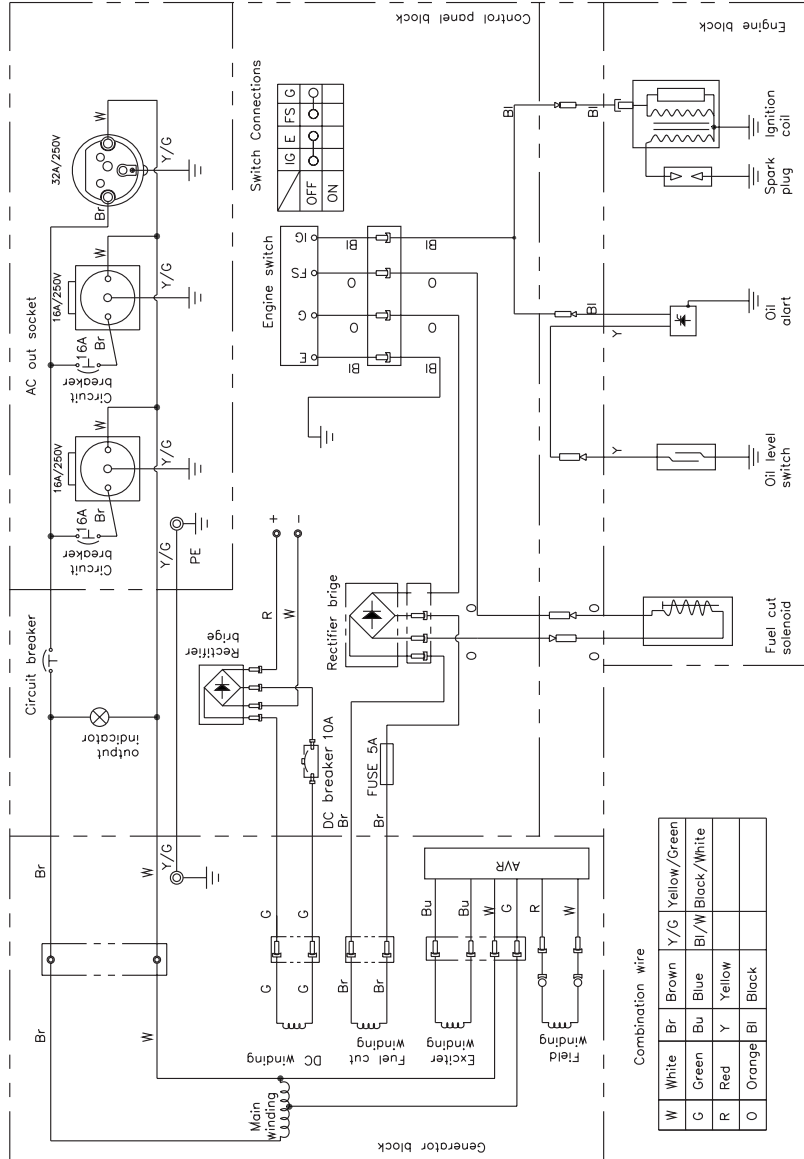 Control panel block
Engine block
Generator block
AC out socket
32A/250V
16A/250V
16A/250V
Br
W
Y/G
Br
W
Y/G
16A
Circuit
breaker
Br
W
Y/G
16A
Circuit
breaker
Y/G
PE
Circuit breaker
output
indicator
Br
W
Y/G
Br
W
Main
winding
Switch Connections
IG E FS G
OFF
ON
Engine switch
IG
FS
G
E
Bl
O
O
Bl
Bl
O
O
Bl
+
-
R
W
Rectifier
brige
DC breaker 10A
Rectifier brige
FUSE 5A
Br
Br
G
G
G
G
DC
winding
Br
Br
Fuel cut
winding
Bu
Bu
W
G
R
W
AVR
Exciter
winding
Field
winding
Bl
Bl
Ignition
coil
Spark
plug
Bl
Y
Oil
alart
Y
Oil level
switch
O
O
O
O
Fuel cut
solenoid
Combination wire
W White Br Brown Y/G Yellow/Green
G Green Bu Blue Bl/W Black/White
R Red Y Yellow
O Orange Bl Black